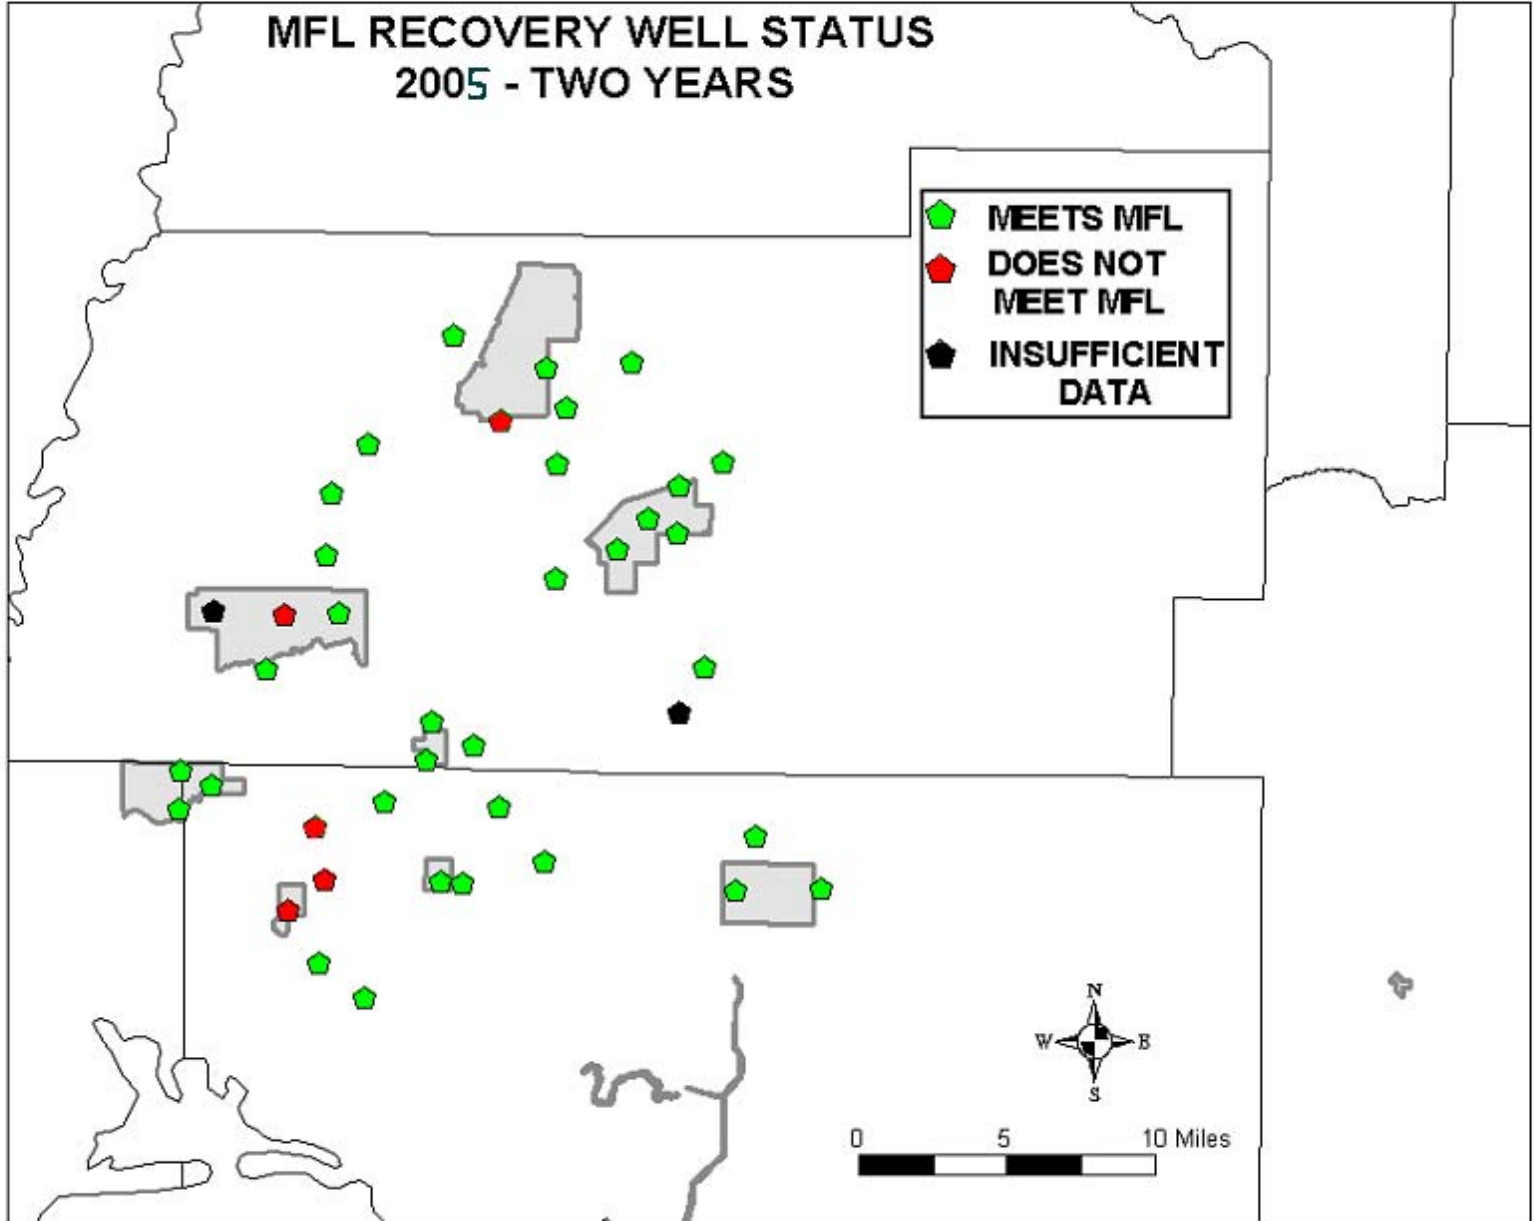 MFL RECOVERY WELL STATUS
2005 - TWO YEARS
MEETS MFL
DOES NOT
MEET MFL
INSUFFICIENT
DATA
N
W E
S
0 5 10 Miles